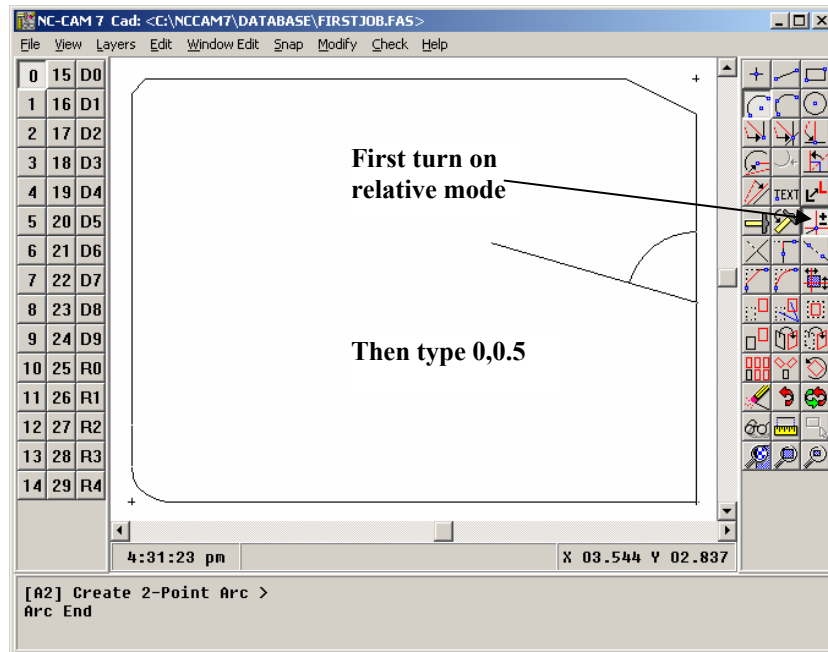 NC-CAM 7 Cad: <C:\NCCAM7\DATABASE\FIRSTJOB.FAS>
File View Layers Edit Window Edit Snap Modify Check Help
0 15 D0
1 16 D1
2 17 D2
3 18 D3
4 19 D4
5 20 D5
6 21 D6
7 22 D7
8 23 D8
9 24 D9
10 25 R0
11 26 R1
12 27 R2
13 28 R3
14 29 R4
First turn on
relative mode
Then type 0,0.5
TEXT
4:31:23 pm
X 03.544 Y 02.837
[A2] Create 2-Point Arc >
Arc End